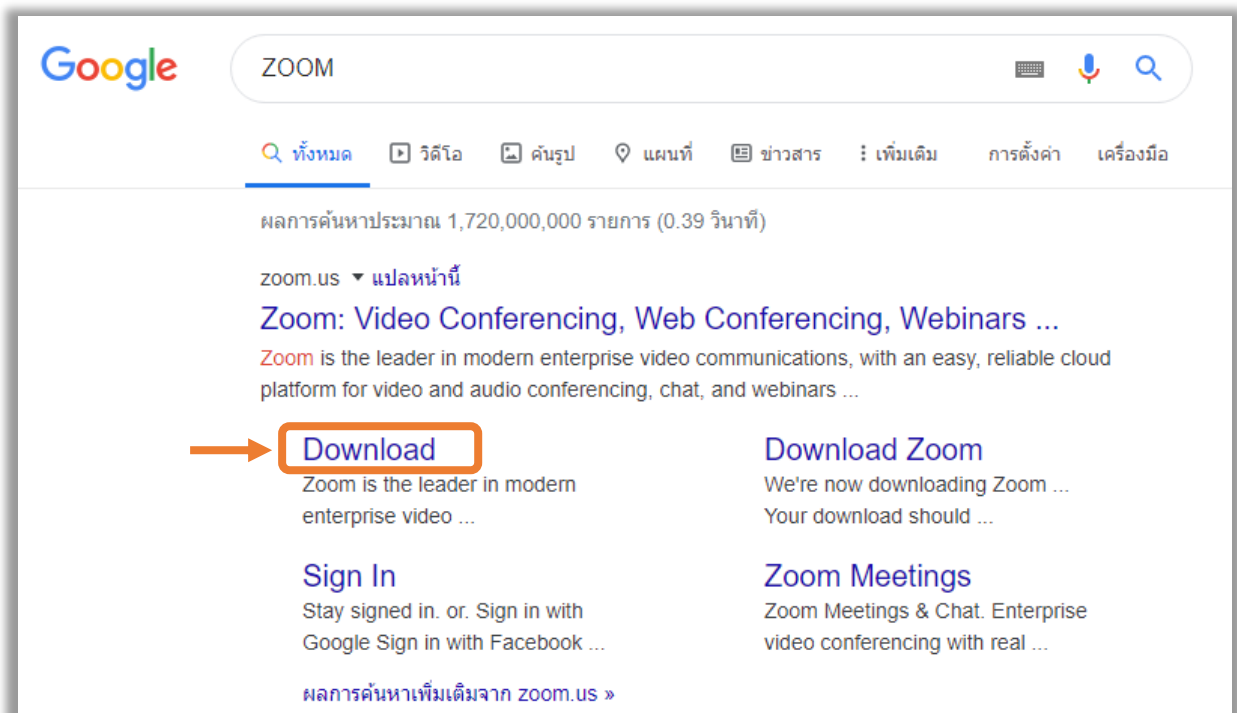 Google
ZOOM
ทั้งหมด วิดีโอ ค้นรูป แผนที่ ข่าวสาร เพิ่มเติม การตั้งค่า เครื่องมือ
ผลการค้นหาประมาณ 1,720,000,000 รายการ (0.39 วินาที)
zoom.us แปลหน้านี้
Zoom: Video Conferencing, Web Conferencing, Webinars ...
Zoom is the leader in modern enterprise video communications, with an easy, reliable cloud
platform for video and audio conferencing, chat, and webinars ...
Download
Zoom is the leader in modern
enterprise video ...
Download Zoom
We're now downloading Zoom ...
Your download should ...
Sign In
Stay signed in. or. Sign in with
Google Sign in with Facebook ...
Zoom Meetings
Zoom Meetings & Chat. Enterprise
video conferencing with real ...
ผลการค้นหาเพิ่มเติมจาก zoom.us »